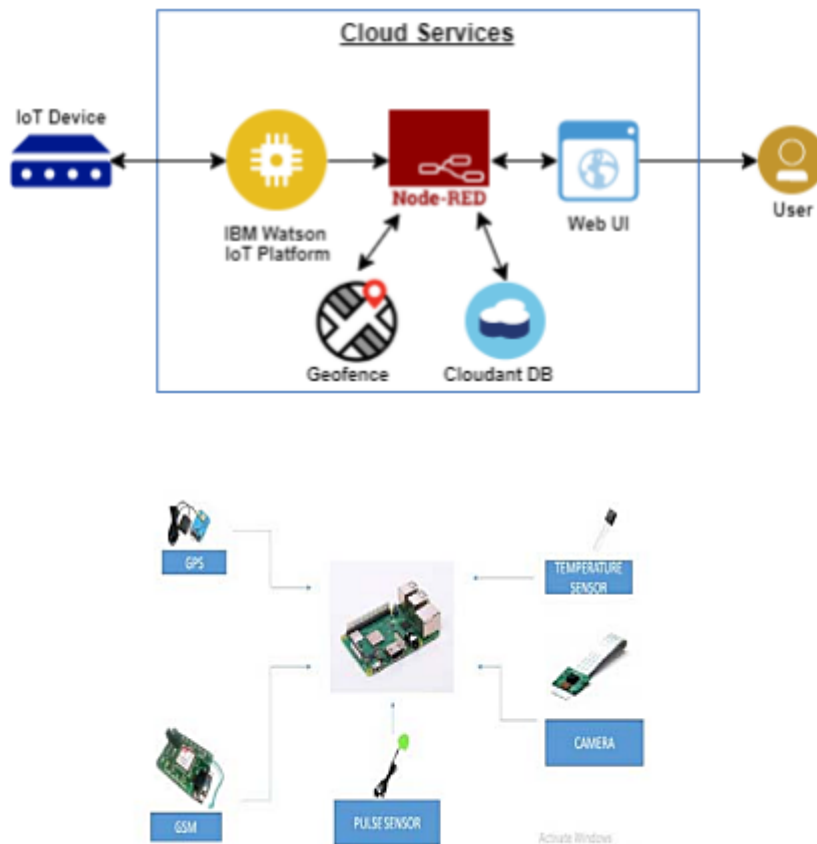 Cloud Services
IoT Device
Node-RED
IBM Watson
IoT Platform
Web UI
User
Geofence
Cloudant DB
GPS
TEMPERATURE
SENSOR
CAMERA
GSM
PULSE SENSOR
Activate Windows